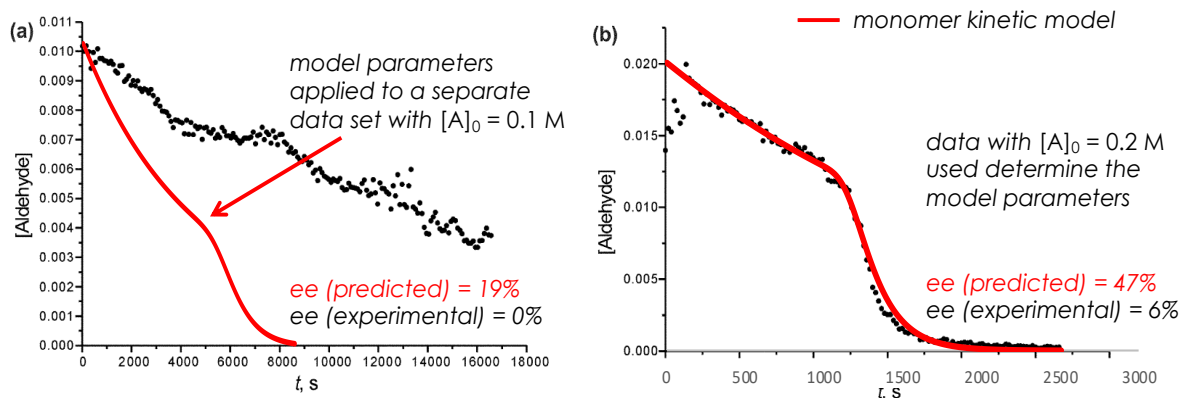 (a)
[Aldehyde]
0.011
0.010
0.009
0.008
0.007
0.006
0.005
0.004
0.003
0.002
0.001
0.000
0 2000 4000 6000 8000 10000 12000 14000 16000 18000
t, s
model parameters
applied to a separate
data set with [A]0 = 0.1 M
ee (predicted) = 19%
ee (experimental) = 0%
monomer kinetic model
(b)
[Aldehyde]
0.020
0.015
0.010
0.005
0.000
0 500 1000 1500 2000 2500 3000
t, s
data with [A]0 = 0.2 M
used determine the
model parameters
ee (predicted) = 47%
ee (experimental) = 6%